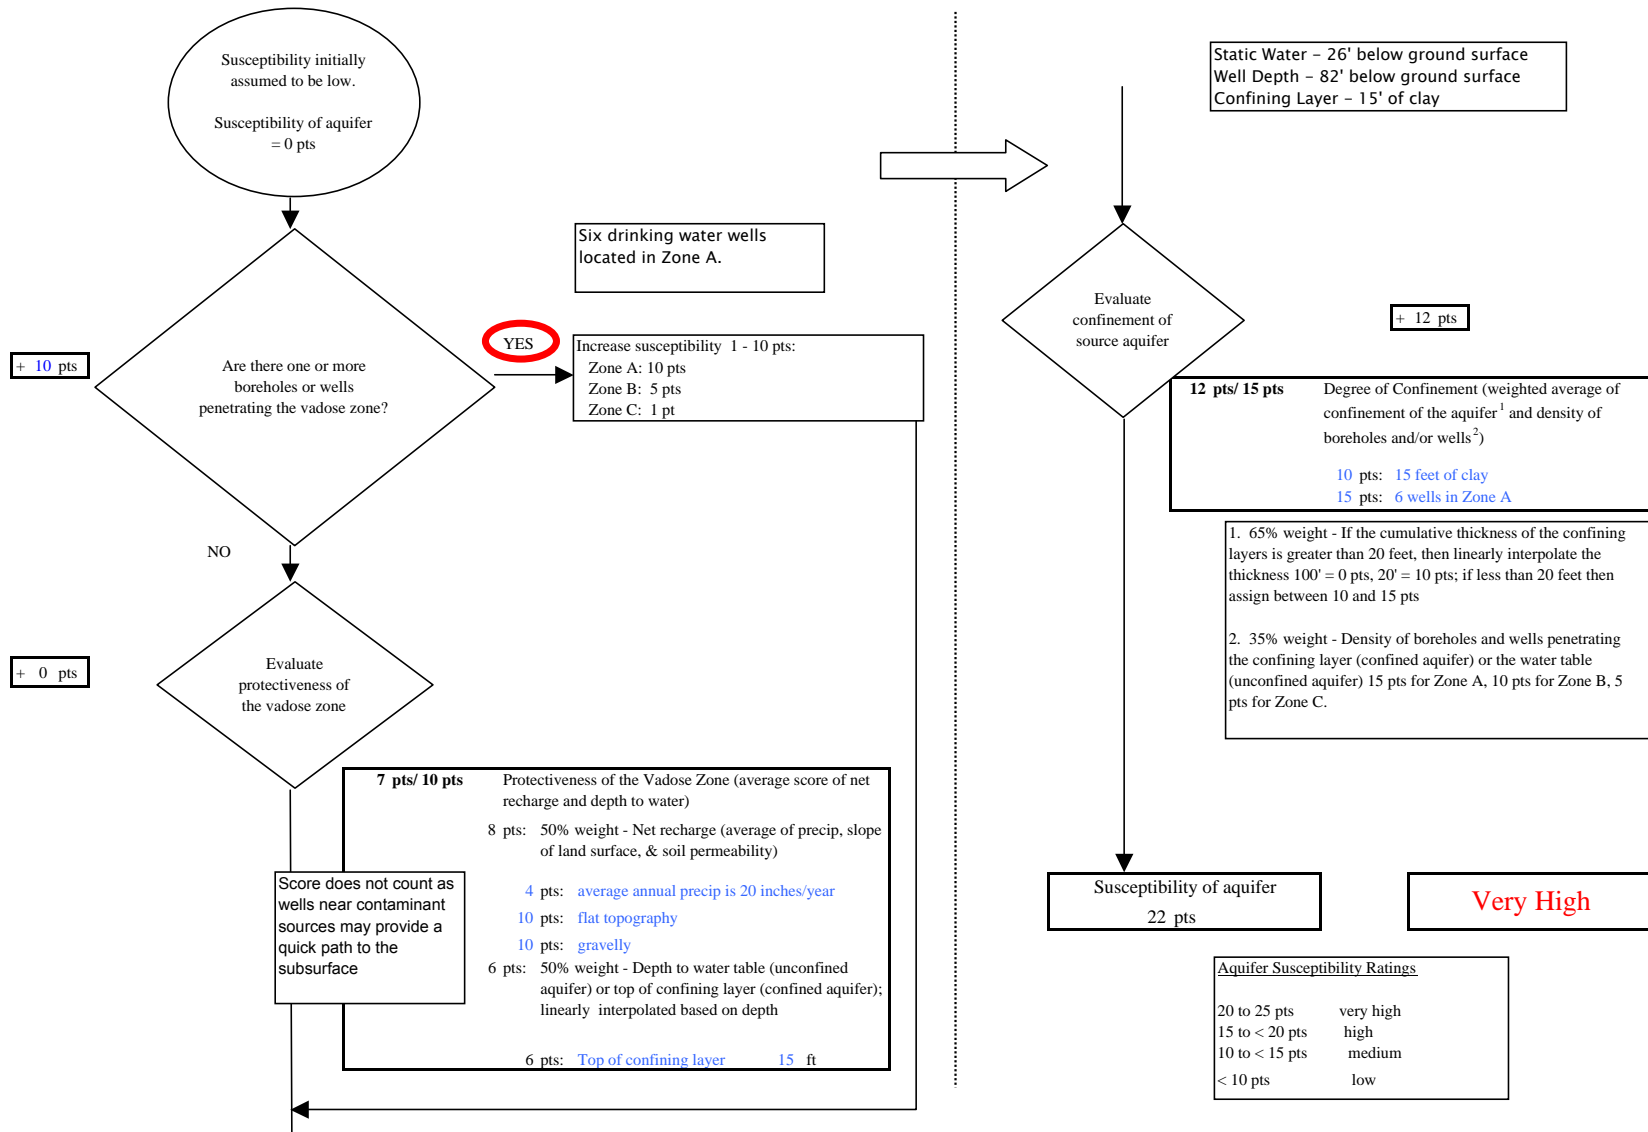 Susceptibility initially
assumed to be low.
Susceptibility of aquifer
= 0 pts
Six drinking water wells
located in Zone A.
+ 10 pts
Are there one or more
boreholes or wells
penetrating the vadose zone?
YES
Increase susceptibility 1 - 10 pts:
Zone A: 10 pts
Zone B: 5 pts
Zone C: 1 pt
NO
+ 0 pts
Evaluate
protectiveness of
the vadose zone
7 pts/ 10 pts Protectiveness of the Vadose Zone (average score of net
recharge and depth to water)
8 pts: 50% weight - Net recharge (average of precip, slope
of land surface, & soil permeability)
4 pts: average annual precip is 20 inches/year
10 pts: flat topography
10 pts: gravelly
6 pts: 50% weight - Depth to water table (unconfined
aquifer) or top of confining layer (confined aquifer);
linearly interpolated based on depth
6 pts: Top of confining layer 15 ft
Score does not count as
wells near contaminant
sources may provide a
quick path to the
subsurface
Static Water - 26' below ground surface
Well Depth - 82' below ground surface
Confining Layer - 15' of clay
Evaluate
confinement of
source aquifer
+ 12 pts
12 pts/ 15 pts Degree of Confinement (weighted average of
confinement of the aquifer1 and density of
boreholes and/or wells2)
10 pts: 15 feet of clay
15 pts: 6 wells in Zone A
1. 65% weight - If the cumulative thickness of the confining
layers is greater than 20 feet, then linearly interpolate the
thickness 100' = 0 pts, 20' = 10 pts; if less than 20 feet then
assign between 10 and 15 pts
2. 35% weight - Density of boreholes and wells penetrating
the confining layer (confined aquifer) or the water table
(unconfined aquifer) 15 pts for Zone A, 10 pts for Zone B, 5
pts for Zone C.
Susceptibility of aquifer
22 pts
Very High
Aquifer Susceptibility Ratings
20 to 25 pts very high
15 to < 20 pts high
10 to < 15 pts medium
< 10 pts low